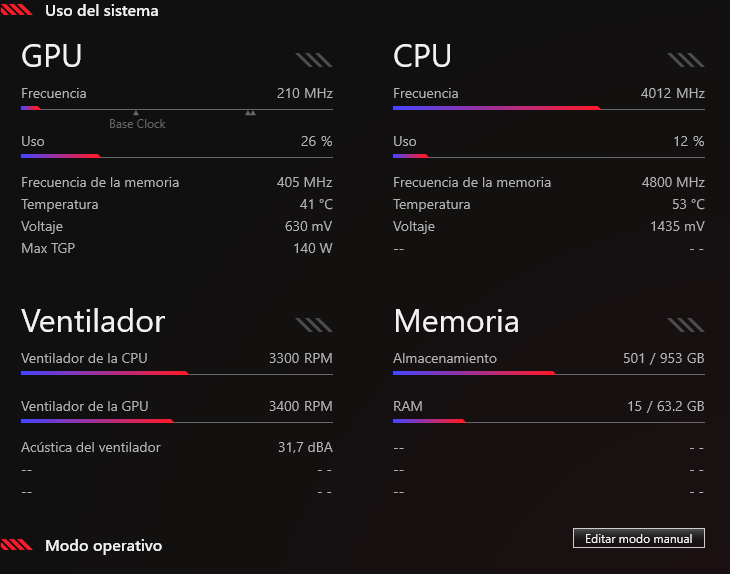 Uso del sistema
GPU
Frecuencia 210 MHz
Base Clock
Uso 26 %
Frecuencia de la memoria 405 MHz
Temperatura 41 °C
Voltaje 630 mV
Max TGP 140 W
CPU
Frecuencia 4012 MHz
Uso 12 %
Frecuencia de la memoria 4800 MHz
Temperatura 53 °C
Voltaje 1435 mV
-- - -
Ventilador
Ventilador de la CPU 3300 RPM
Ventilador de la GPU 3400 RPM
Acústica del ventilador 31,7 dBA
-- - -
-- - -
Memoria
Almacenamiento 501 / 953 GB
RAM 15 / 63.2 GB
-- - -
-- - -
-- - -
Modo operativo
Editar modo manual